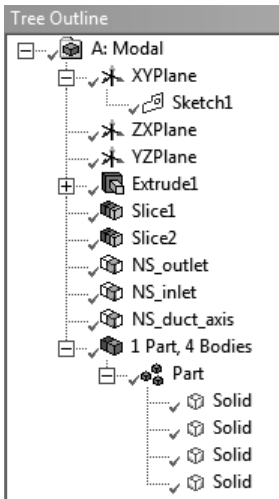 Tree Outline
A: Modal
XYPlane
Sketch1
ZXPlane
YZPlane
Extrude1
Slice1
Slice2
NS_outlet
NS_inlet
NS_duct_axis
1 Part, 4 Bodies
Part
Solid
Solid
Solid
Solid